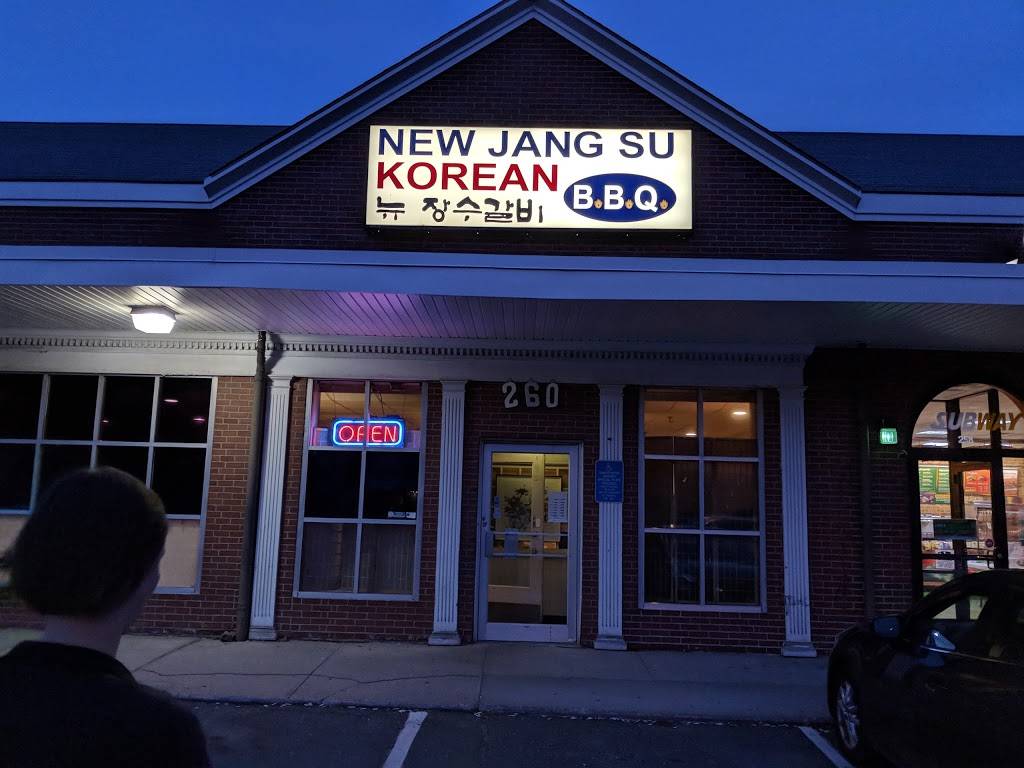 NEW JANG SU
KOREAN
B.B.Q.
뉴 장수갈비
260
OPEN
SUBWAY